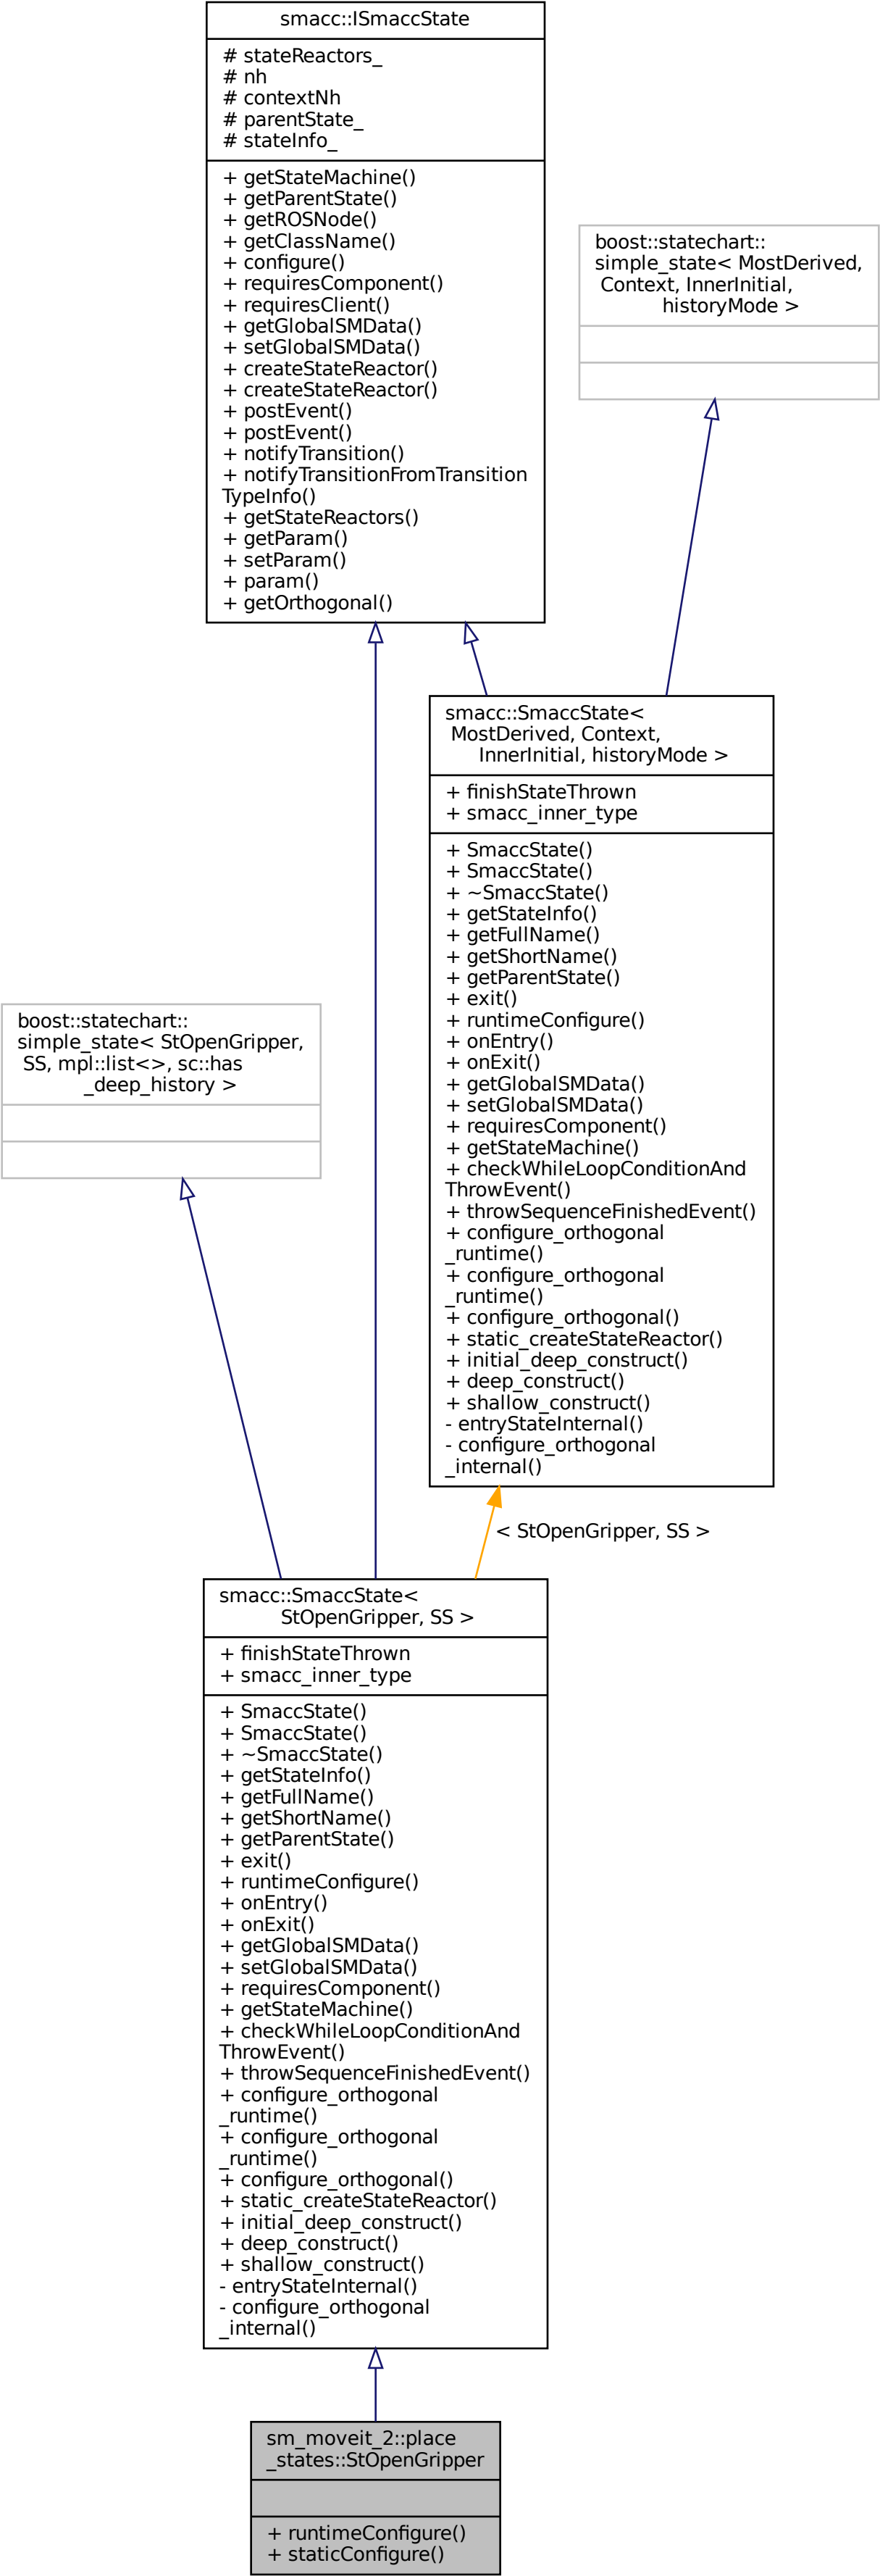 smacc::ISmaccState
# stateReactors_
# nh
# contextNh
# parentState_
# stateInfo_
+ getStateMachine()
+ getParentState()
+ getROSNode()
+ getClassName()
+ configure()
+ requiresComponent()
+ requiresClient()
+ getGlobalSMData()
+ setGlobalSMData()
+ createStateReactor()
+ createStateReactor()
+ postEvent()
+ postEvent()
+ notifyTransition()
+ notifyTransitionFromTransition
TypeInfo()
+ getStateReactors()
+ getParam()
+ setParam()
+ param()
+ getOrthogonal()
boost::statechart::
simple_state< MostDerived,
Context, InnerInitial,
historyMode >
smacc::SmaccState<
MostDerived, Context,
InnerInitial, historyMode >
+ finishStateThrown
+ smacc_inner_type
+ SmaccState()
+ SmaccState()
+ ~SmaccState()
+ getStateInfo()
+ getFullName()
+ getShortName()
+ getParentState()
+ exit()
+ runtimeConfigure()
+ onEntry()
+ onExit()
+ getGlobalSMData()
+ setGlobalSMData()
+ requiresComponent()
+ getStateMachine()
+ checkWhileLoopConditionAnd
ThrowEvent()
+ throwSequenceFinishedEvent()
+ configure_orthogonal
_runtime()
+ configure_orthogonal
_runtime()
+ configure_orthogonal()
+ static_createStateReactor()
+ initial_deep_construct()
+ deep_construct()
+ shallow_construct()
- entryStateInternal()
- configure_orthogonal
_internal()
boost::statechart::
simple_state< StOpenGripper,
SS, mpl::list<>, sc::has
_deep_history >
< StOpenGripper, SS >
smacc::SmaccState<
StOpenGripper, SS >
+ finishStateThrown
+ smacc_inner_type
+ SmaccState()
+ SmaccState()
+ ~SmaccState()
+ getStateInfo()
+ getFullName()
+ getShortName()
+ getParentState()
+ exit()
+ runtimeConfigure()
+ onEntry()
+ onExit()
+ getGlobalSMData()
+ setGlobalSMData()
+ requiresComponent()
+ getStateMachine()
+ checkWhileLoopConditionAnd
ThrowEvent()
+ throwSequenceFinishedEvent()
+ configure_orthogonal
_runtime()
+ configure_orthogonal
_runtime()
+ configure_orthogonal()
+ static_createStateReactor()
+ initial_deep_construct()
+ deep_construct()
+ shallow_construct()
- entryStateInternal()
- configure_orthogonal
_internal()
sm_moveit_2::place
_states::StOpenGripper
+ runtimeConfigure()
+ staticConfigure()